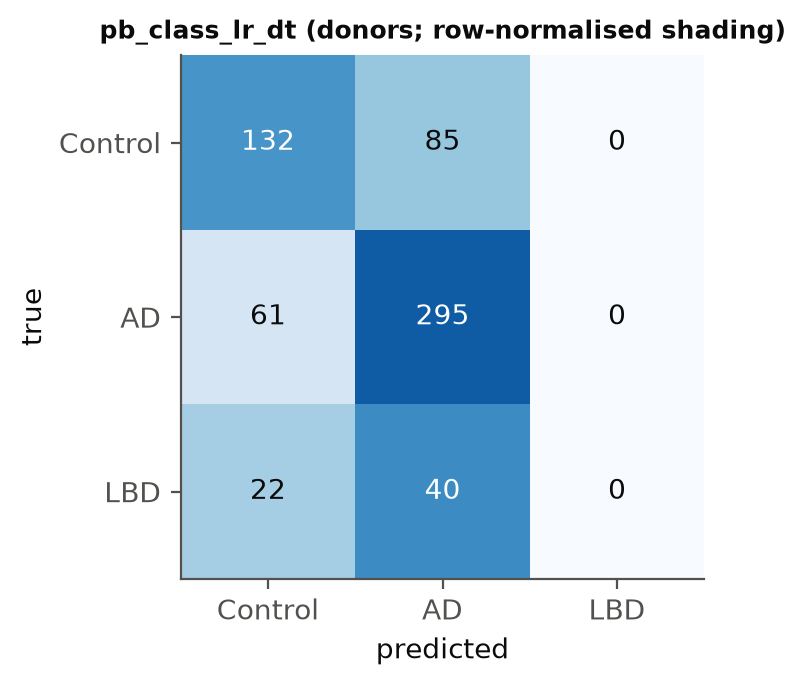 pb_class_lr_dt (donors; row-normalised shading)
Control 132 85 0
true
AD 61 295 0
LBD 22 40 0
Control AD LBD
predicted